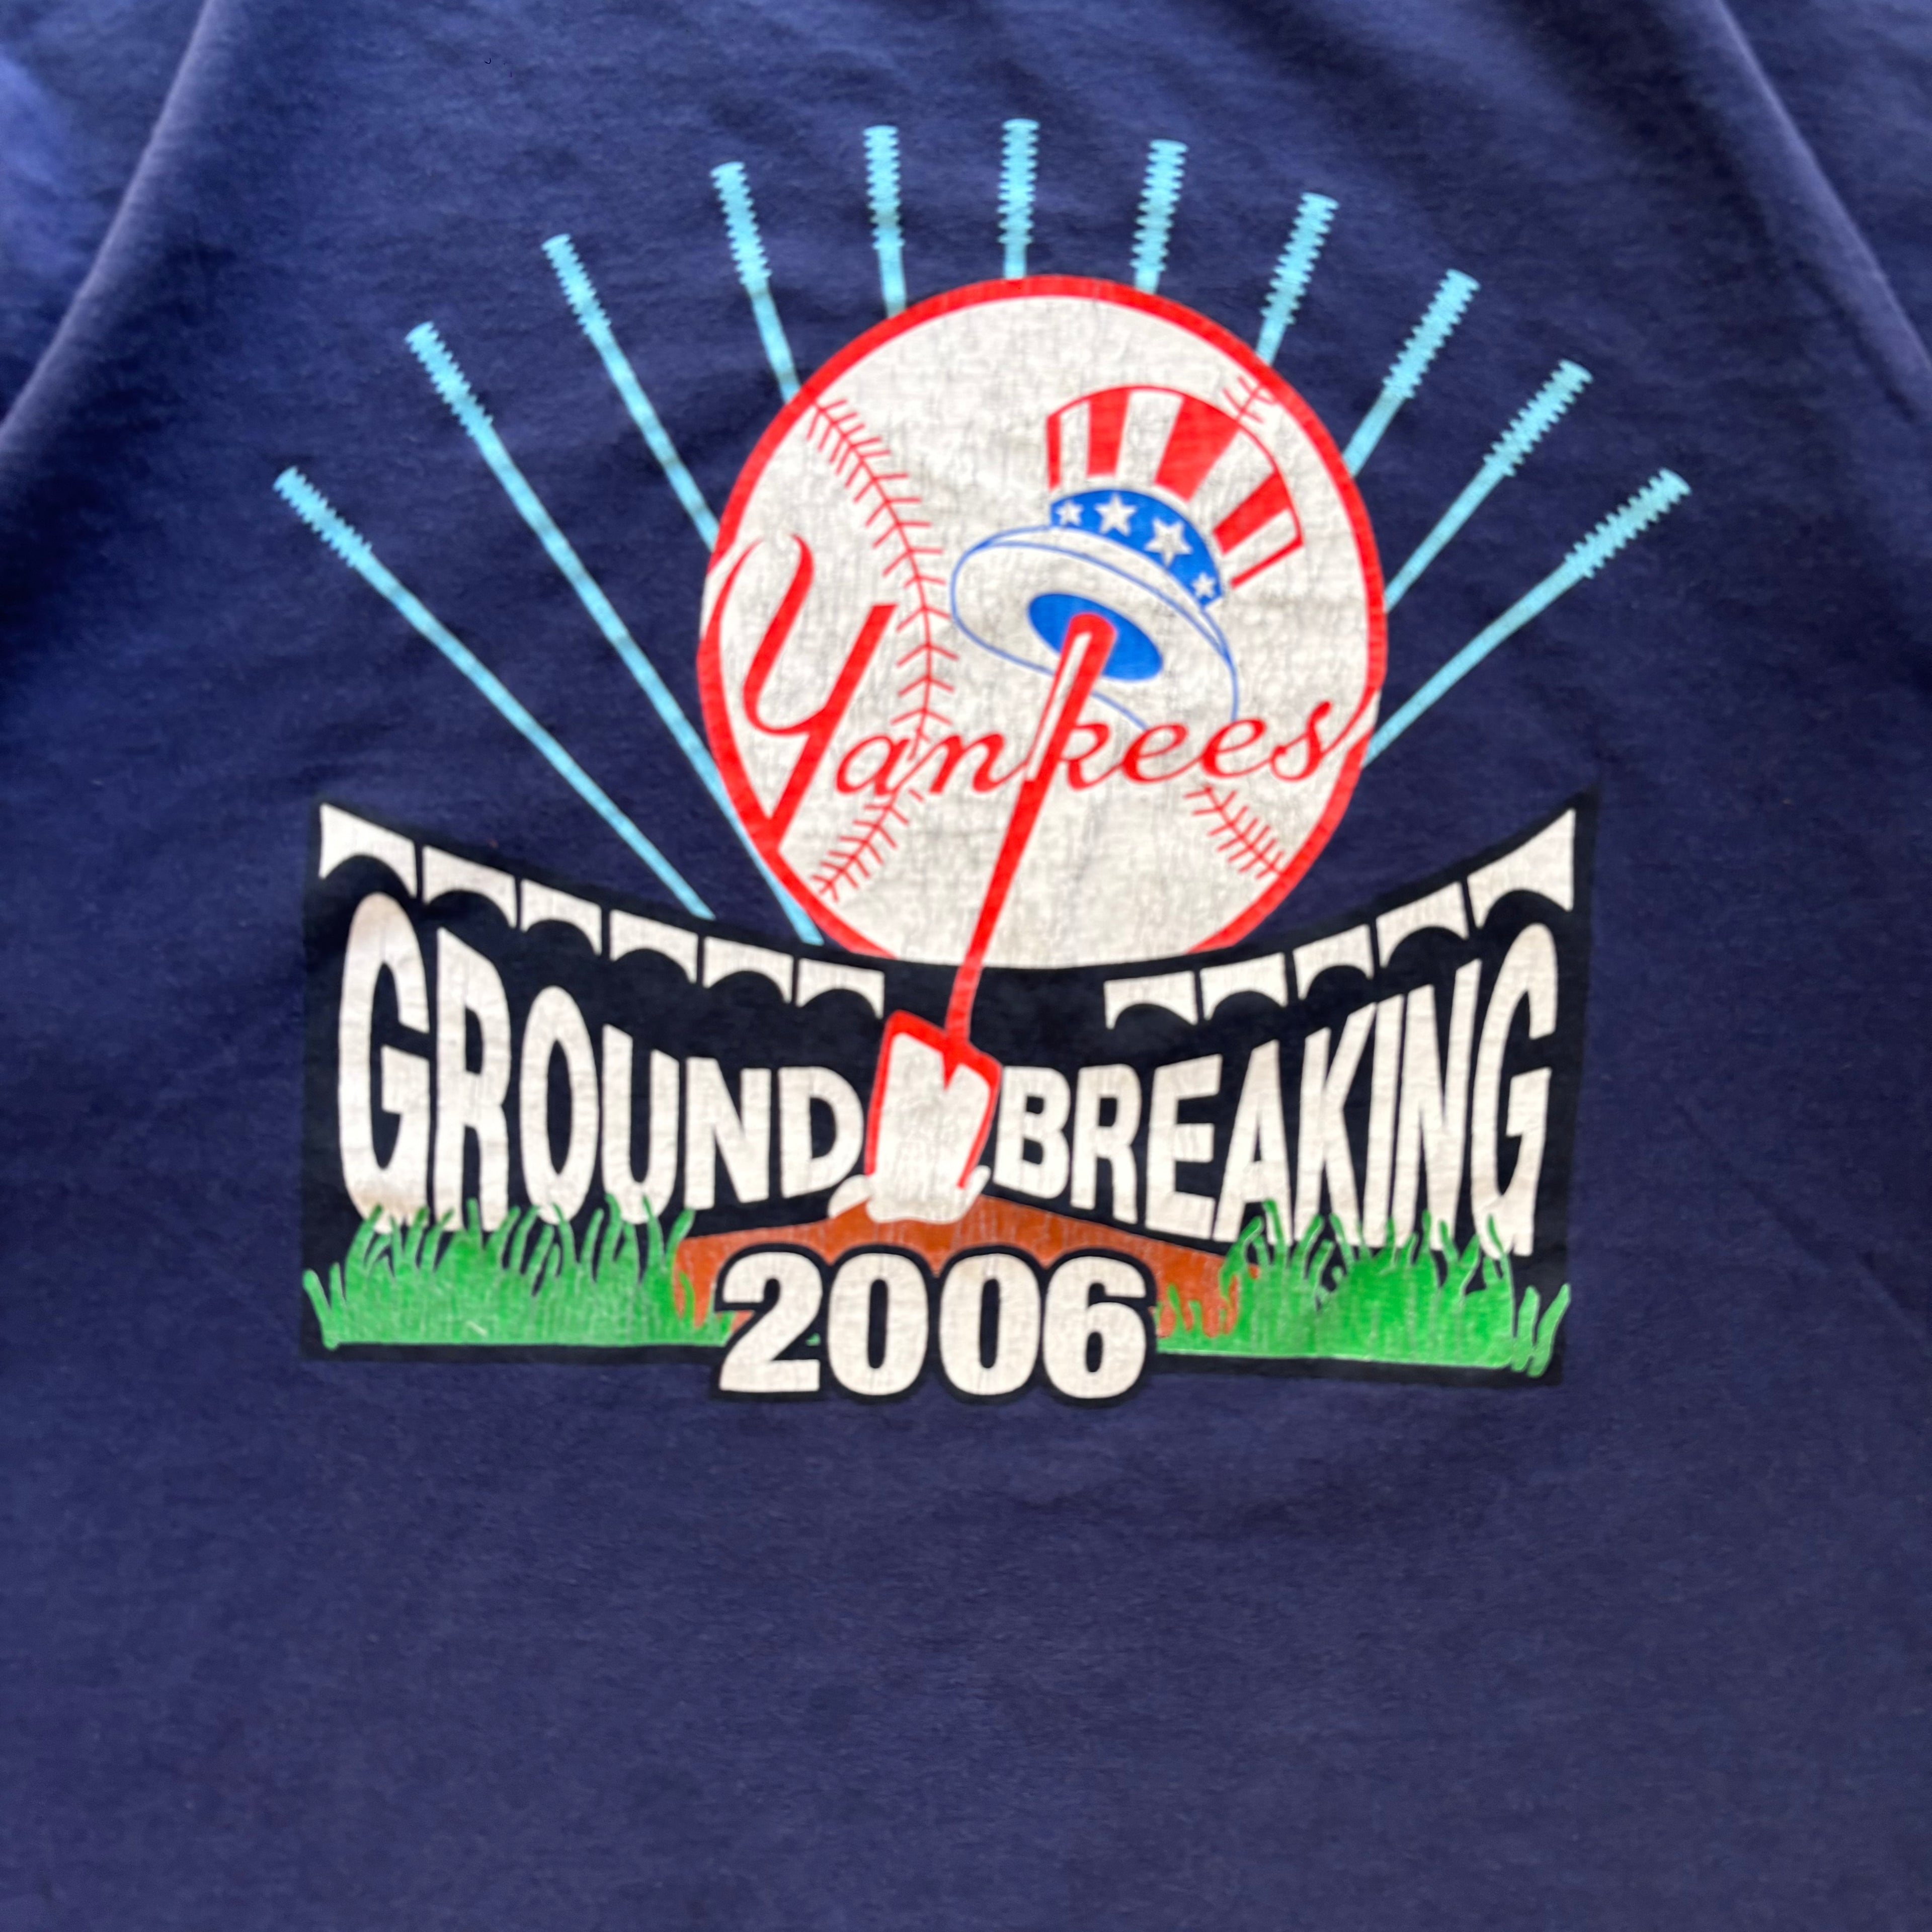 Yankees
GROUND BREAKING
2006